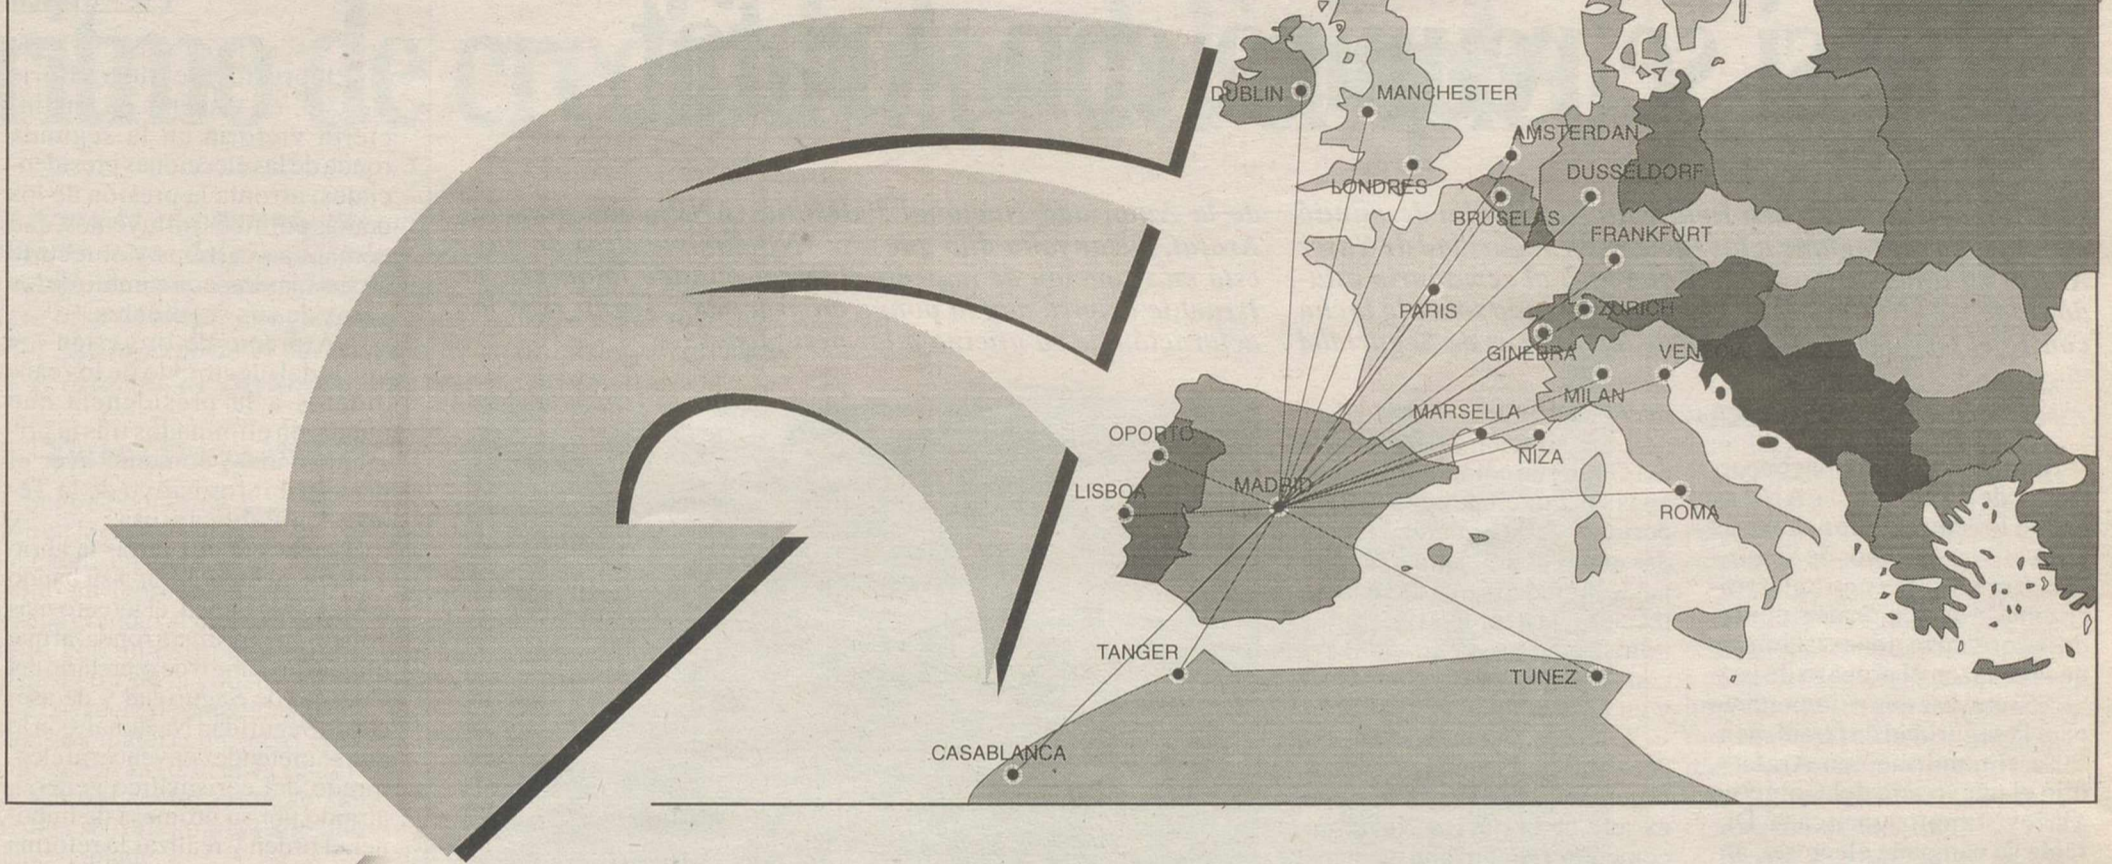 DUBLIN
MANCHESTER
AMSTERDAN
DUSSELDORF
LONDRES
BRUSELAS
FRANKFURT
PARIS
ZURICH
GINEBRA
VENECIA
MILAN
MARSELLA
NIZA
OPORTO
MADRID
LISBOA
ROMA
TANGER
TUNEZ
CASABLANCA